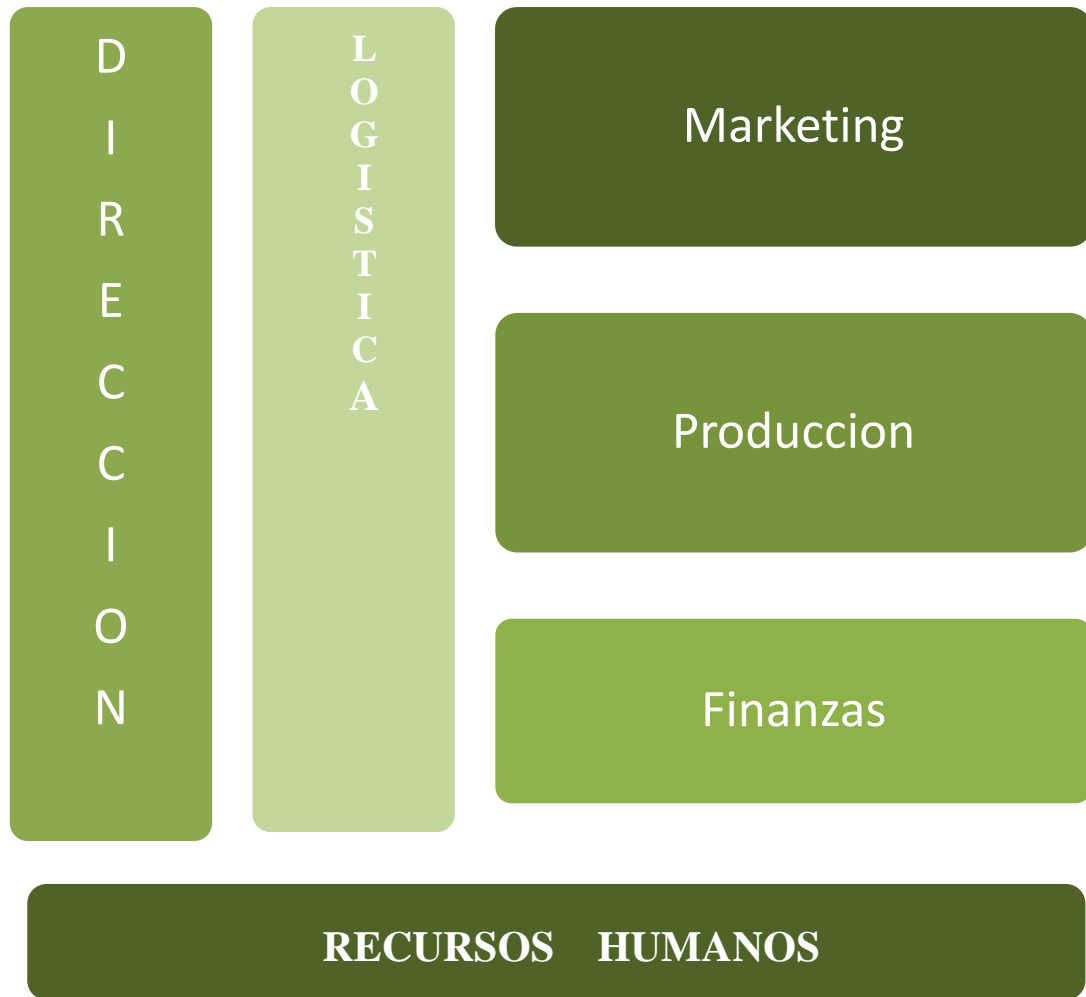 DIRECCION
LOGISTICA
Marketing
Produccion
Finanzas
RECURSOS HUMANOS